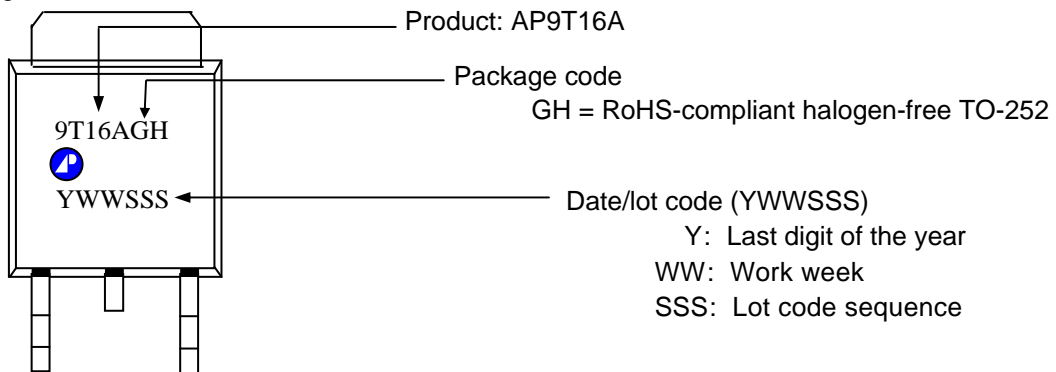 Product: AP9T16A
Package code
GH = RoHS-compliant halogen-free TO-252
9T16AGH
YWWSSS
Date/lot code (YWWSSS)
Y: Last digit of the year
WW: Work week
SSS: Lot code sequence